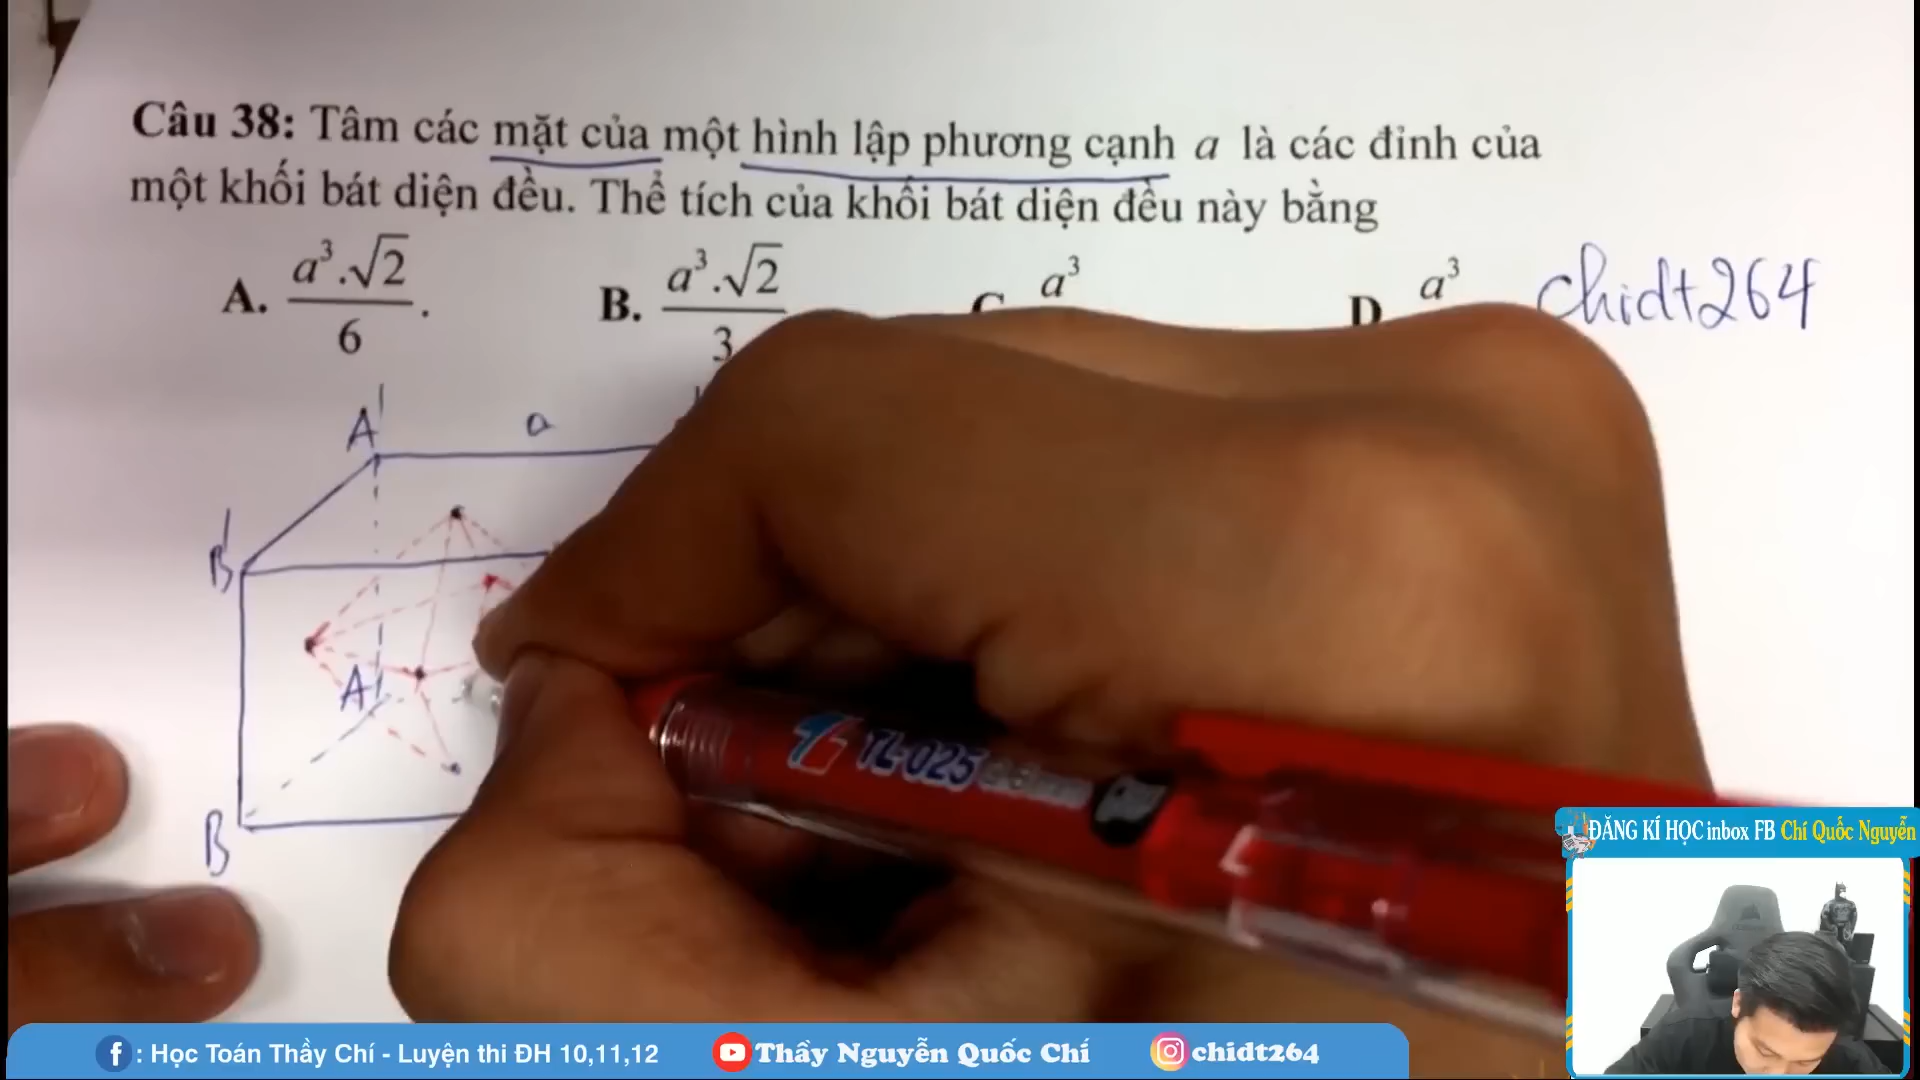 Câu 38: Tâm các mặt của một hình lập phương cạnh a là các đỉnh của
một khối bát diện đều. Thể tích của khối bát diện đều này bằng
A. a³.√2 / 6 .
B. a³.√2 / 3
C a³
D a³
chidt264
A'
a
B'
A
B
TL-025
ĐĂNG KÍ HỌC inbox FB Chí Quốc Nguyễn
: Học Toán Thầy Chí - Luyện thi ĐH 10,11,12
Thầy Nguyễn Quốc Chí
chidt264